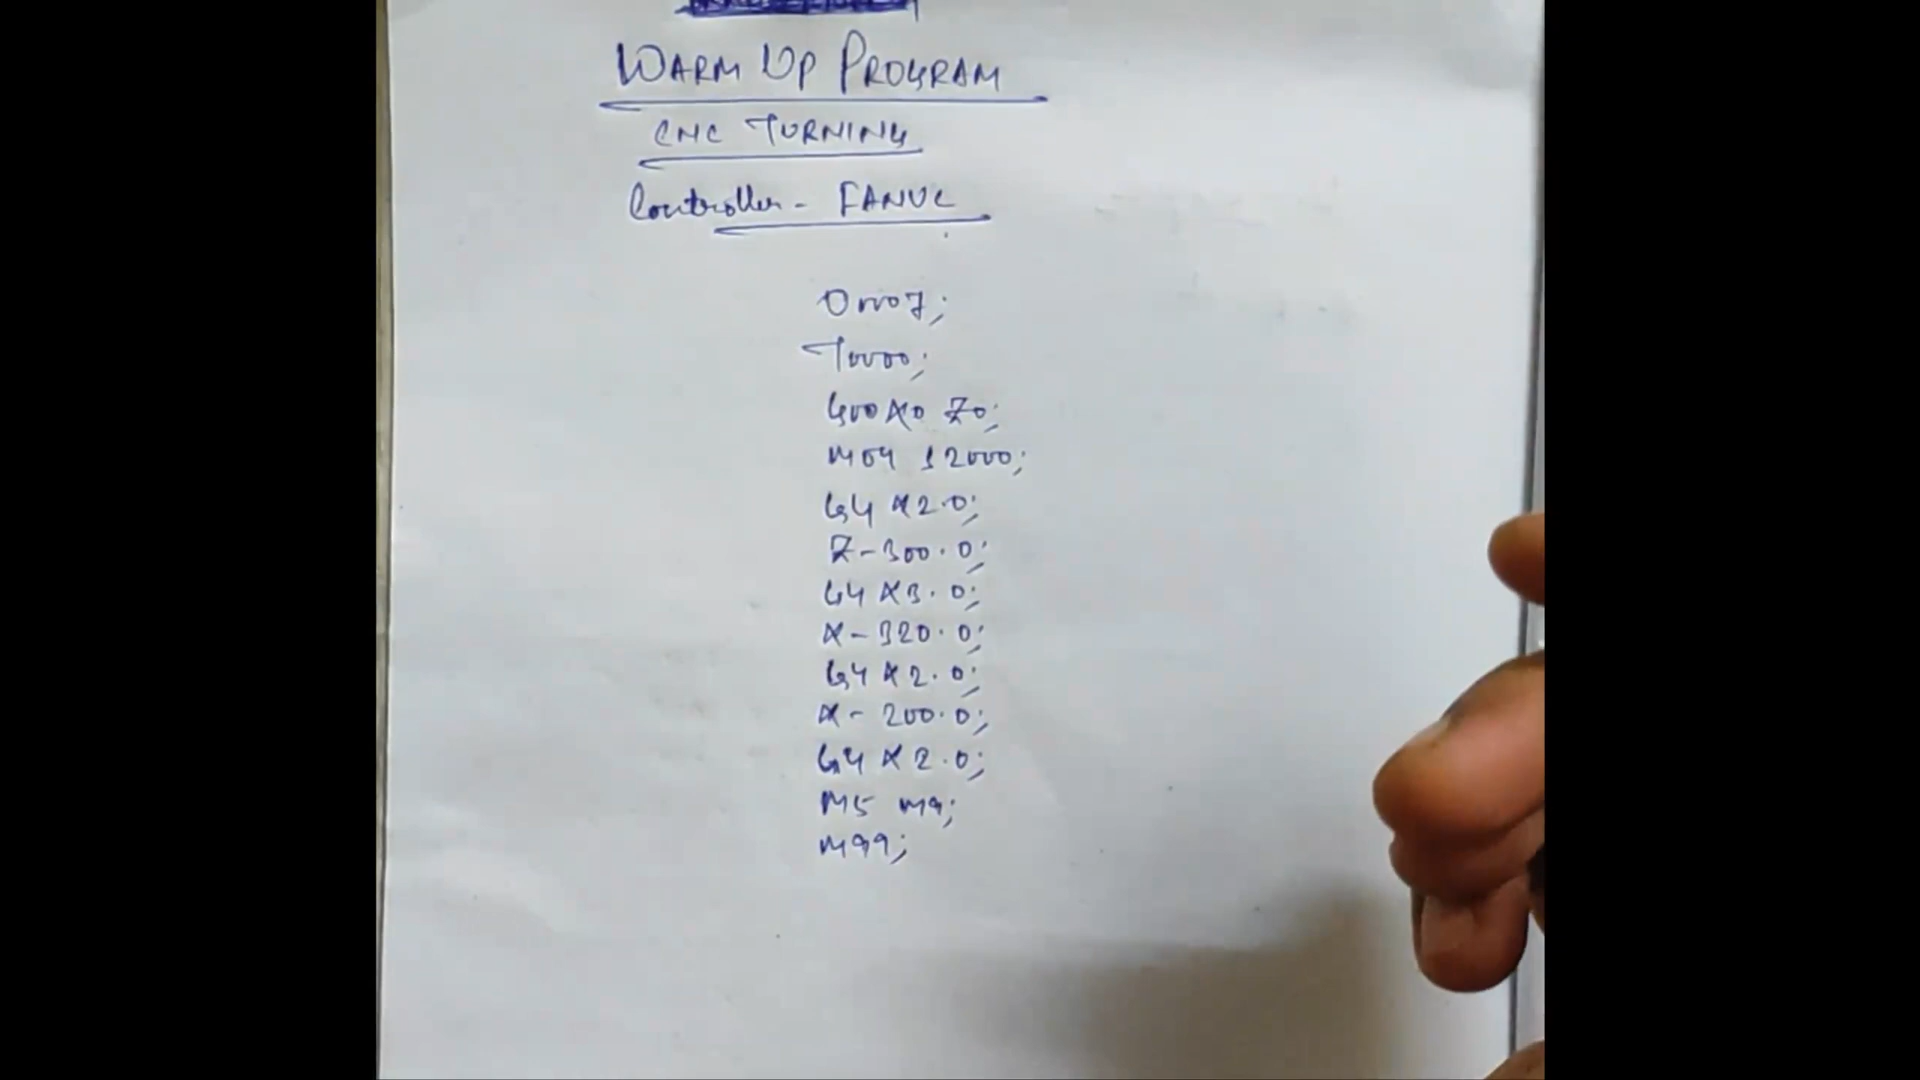 WARM UP PROGRAM
CNC TURNING
Controller - FANUC
O0007;
T0000;
G00 X0 Z0;
M04 S2000;
G4 X2.0;
Z-300.0;
G4 X3.0;
X-320.0;
G4 X2.0;
X-200.0;
G4 X2.0;
M5 M9;
M99;